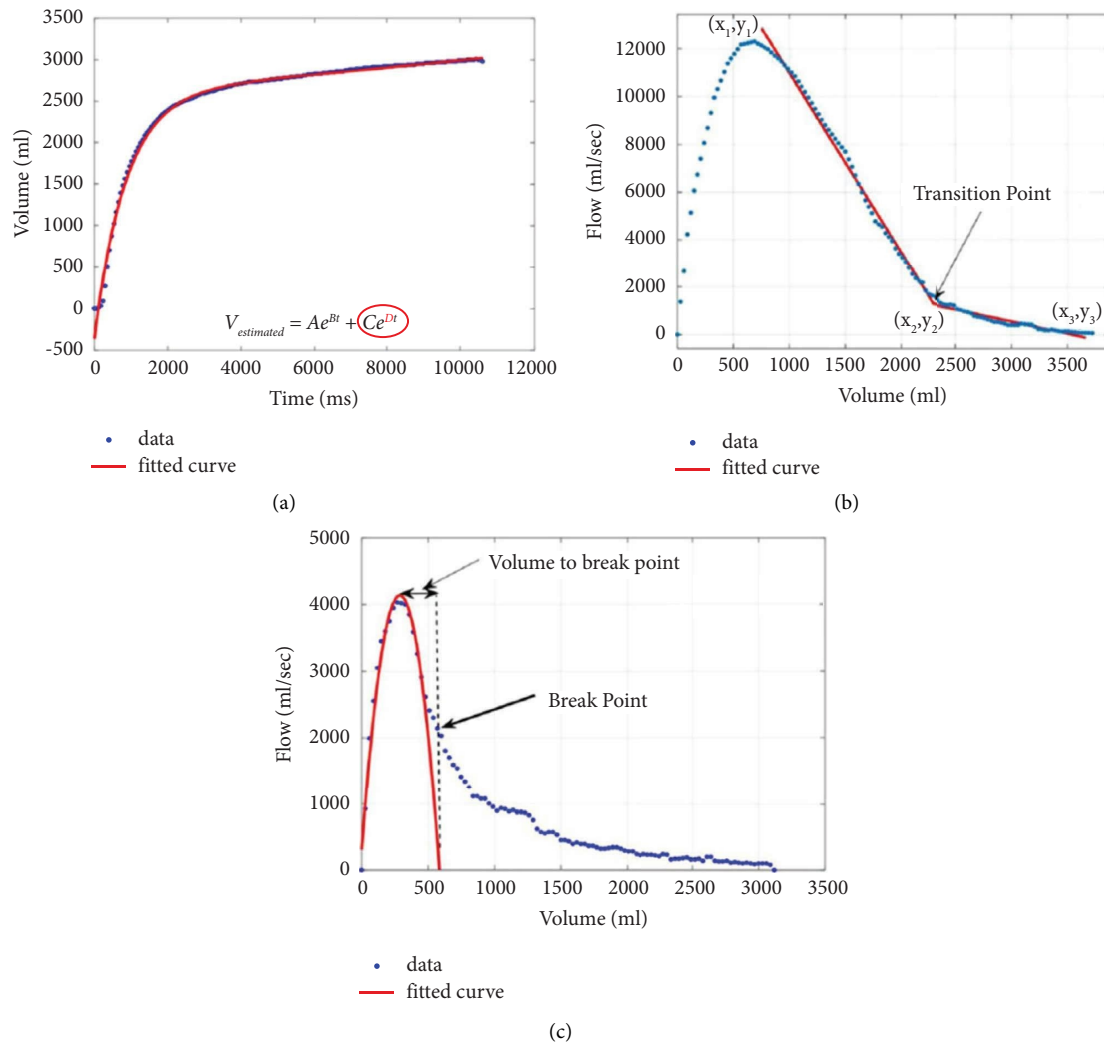 3500
3000
2500
2000
1500
1000
500
0
-500
Volume (ml)
V_estimated = Ae^Bt + Ce^Dt
0
2000
4000
6000
8000
10000
12000
Time (ms)
data
fitted curve
(a)
(x₁,y₁)
12000
10000
8000
6000
4000
2000
0
Flow (ml/sec)
Transition Point
(x₂,y₂)
(x₃,y₃)
0
500
1000
1500
2000
2500
3000
3500
Volume (ml)
data
fitted curve
(b)
5000
4000
3000
2000
1000
0
Flow (ml/sec)
Volume to break point
Break Point
0
500
1000
1500
2000
2500
3000
3500
Volume (ml)
data
fitted curve
(c)